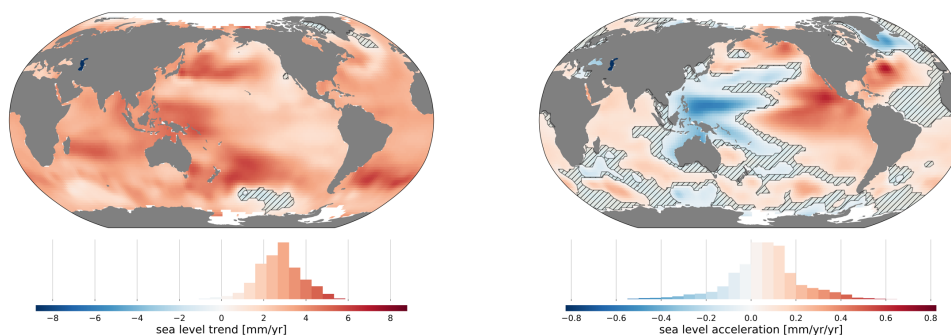 −8 −6 −4 −2 0 2 4 6 8
sea level trend [mm/yr]
−0.8 −0.6 −0.4 −0.2 0.0 0.2 0.4 0.6 0.8
sea level acceleration [mm/yr/yr]